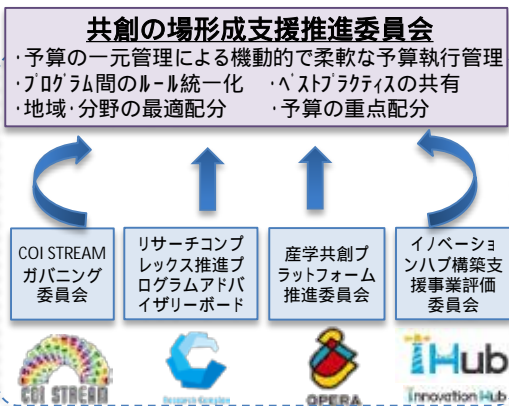 共創の場形成支援推進委員会
・予算の一元管理による機動的で柔軟な予算執行管理
・プログラム間のルール統一化　・ベストプラクティスの共有
・地域・分野の最適配分　・予算の重点配分
COI STREAM
ガバニング
委員会
リサーチコンプ
レックス推進プ
ログラムアドバ
イザリーボード
産学共創プ
ラットフォーム
推進委員会
イノベーショ
ンハブ構築支
援事業評価
委員会
COI STREAM
OPERA
iHub
Innovation Hub